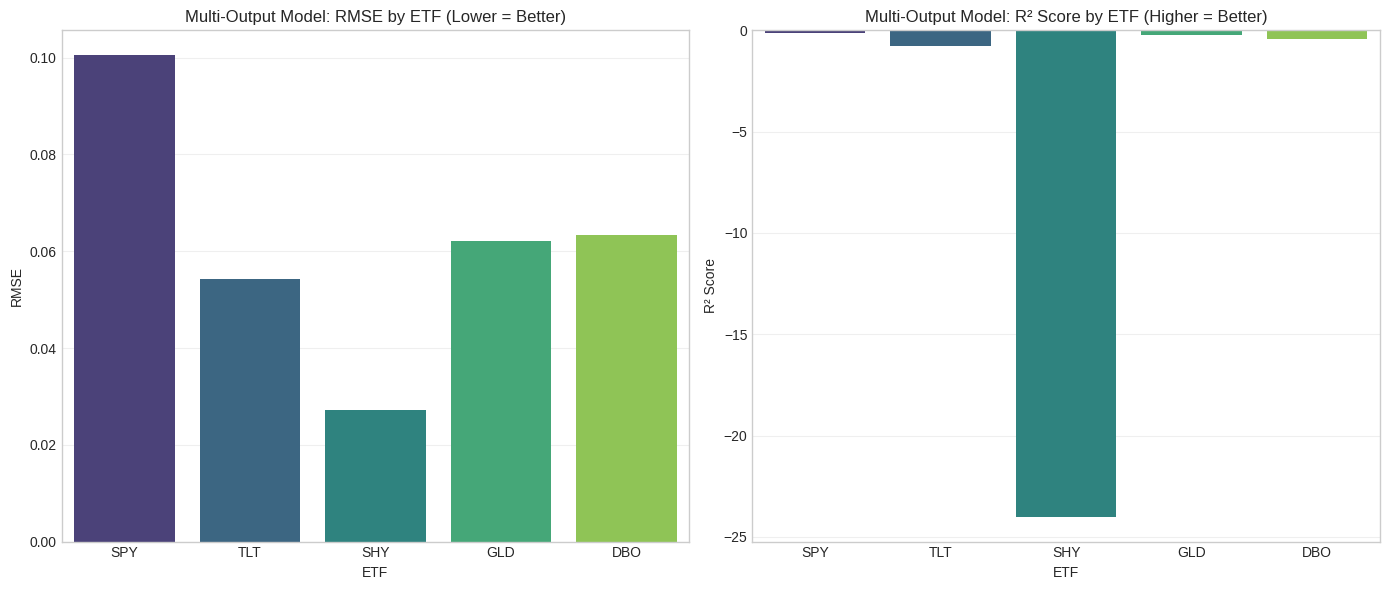 Multi-Output Model: RMSE by ETF (Lower = Better)
RMSE
0.10
0.08
0.06
0.04
0.02
0.00
SPY TLT SHY GLD DBO
ETF
Multi-Output Model: R² Score by ETF (Higher = Better)
R² Score
0
−5
−10
−15
−20
−25
SPY TLT SHY GLD DBO
ETF